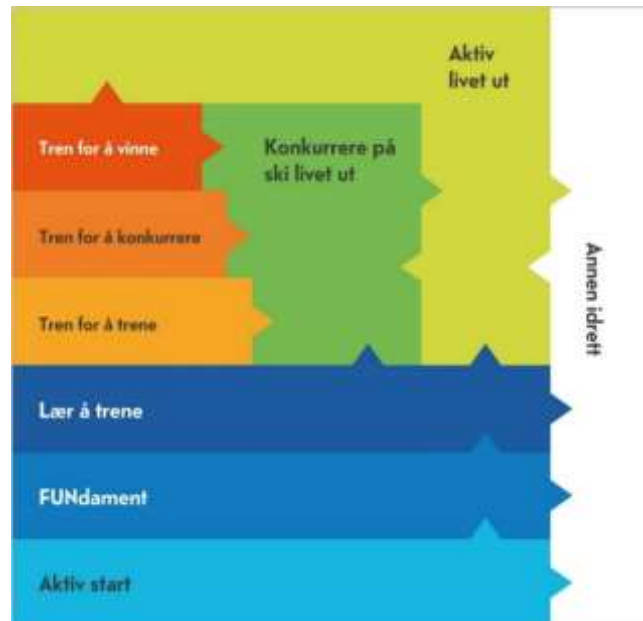 Aktiv
livet ut
Tren for å vinne
Konkurrere på
ski livet ut
Tren for å konkurrere
Tren for å trene
Annen idrett
Lær å trene
FUNdament
Aktiv start